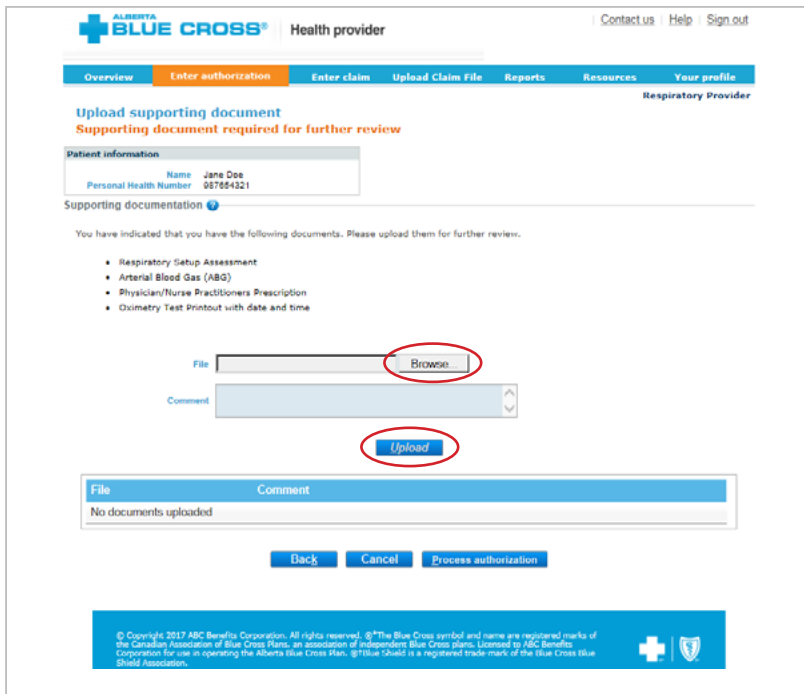 Contact us | Help | Sign out
ALBERTA
BLUE CROSS® Health provider
Overview Enter authorization Enter claim Upload Claim File Reports Resources Your profile
Respiratory Provider
Upload supporting document
Supporting document required for further review
Patient information
Name Jane Doe
Personal Health Number 987654321
Supporting documentation ?
You have indicated that you have the following documents. Please upload them for further review.
• Respiratory Setup Assessment
• Arterial Blood Gas (ABG)
• Physician/Nurse Practitioners Prescription
• Oximetry Test Printout with date and time
File Browse...
Comment
Upload
File Comment
No documents uploaded
Back Cancel Process authorization
© Copyright 2017 ABC Benefits Corporation. All rights reserved. ®*The Blue Cross symbol and name are registered marks of
the Canadian Association of Blue Cross Plans, an association of independent Blue Cross plans. Licensed to ABC Benefits
Corporation for use in operating the Alberta Blue Cross Plan. ®†Blue Shield is a registered trade-mark of the Blue Cross Blue
Shield Association.